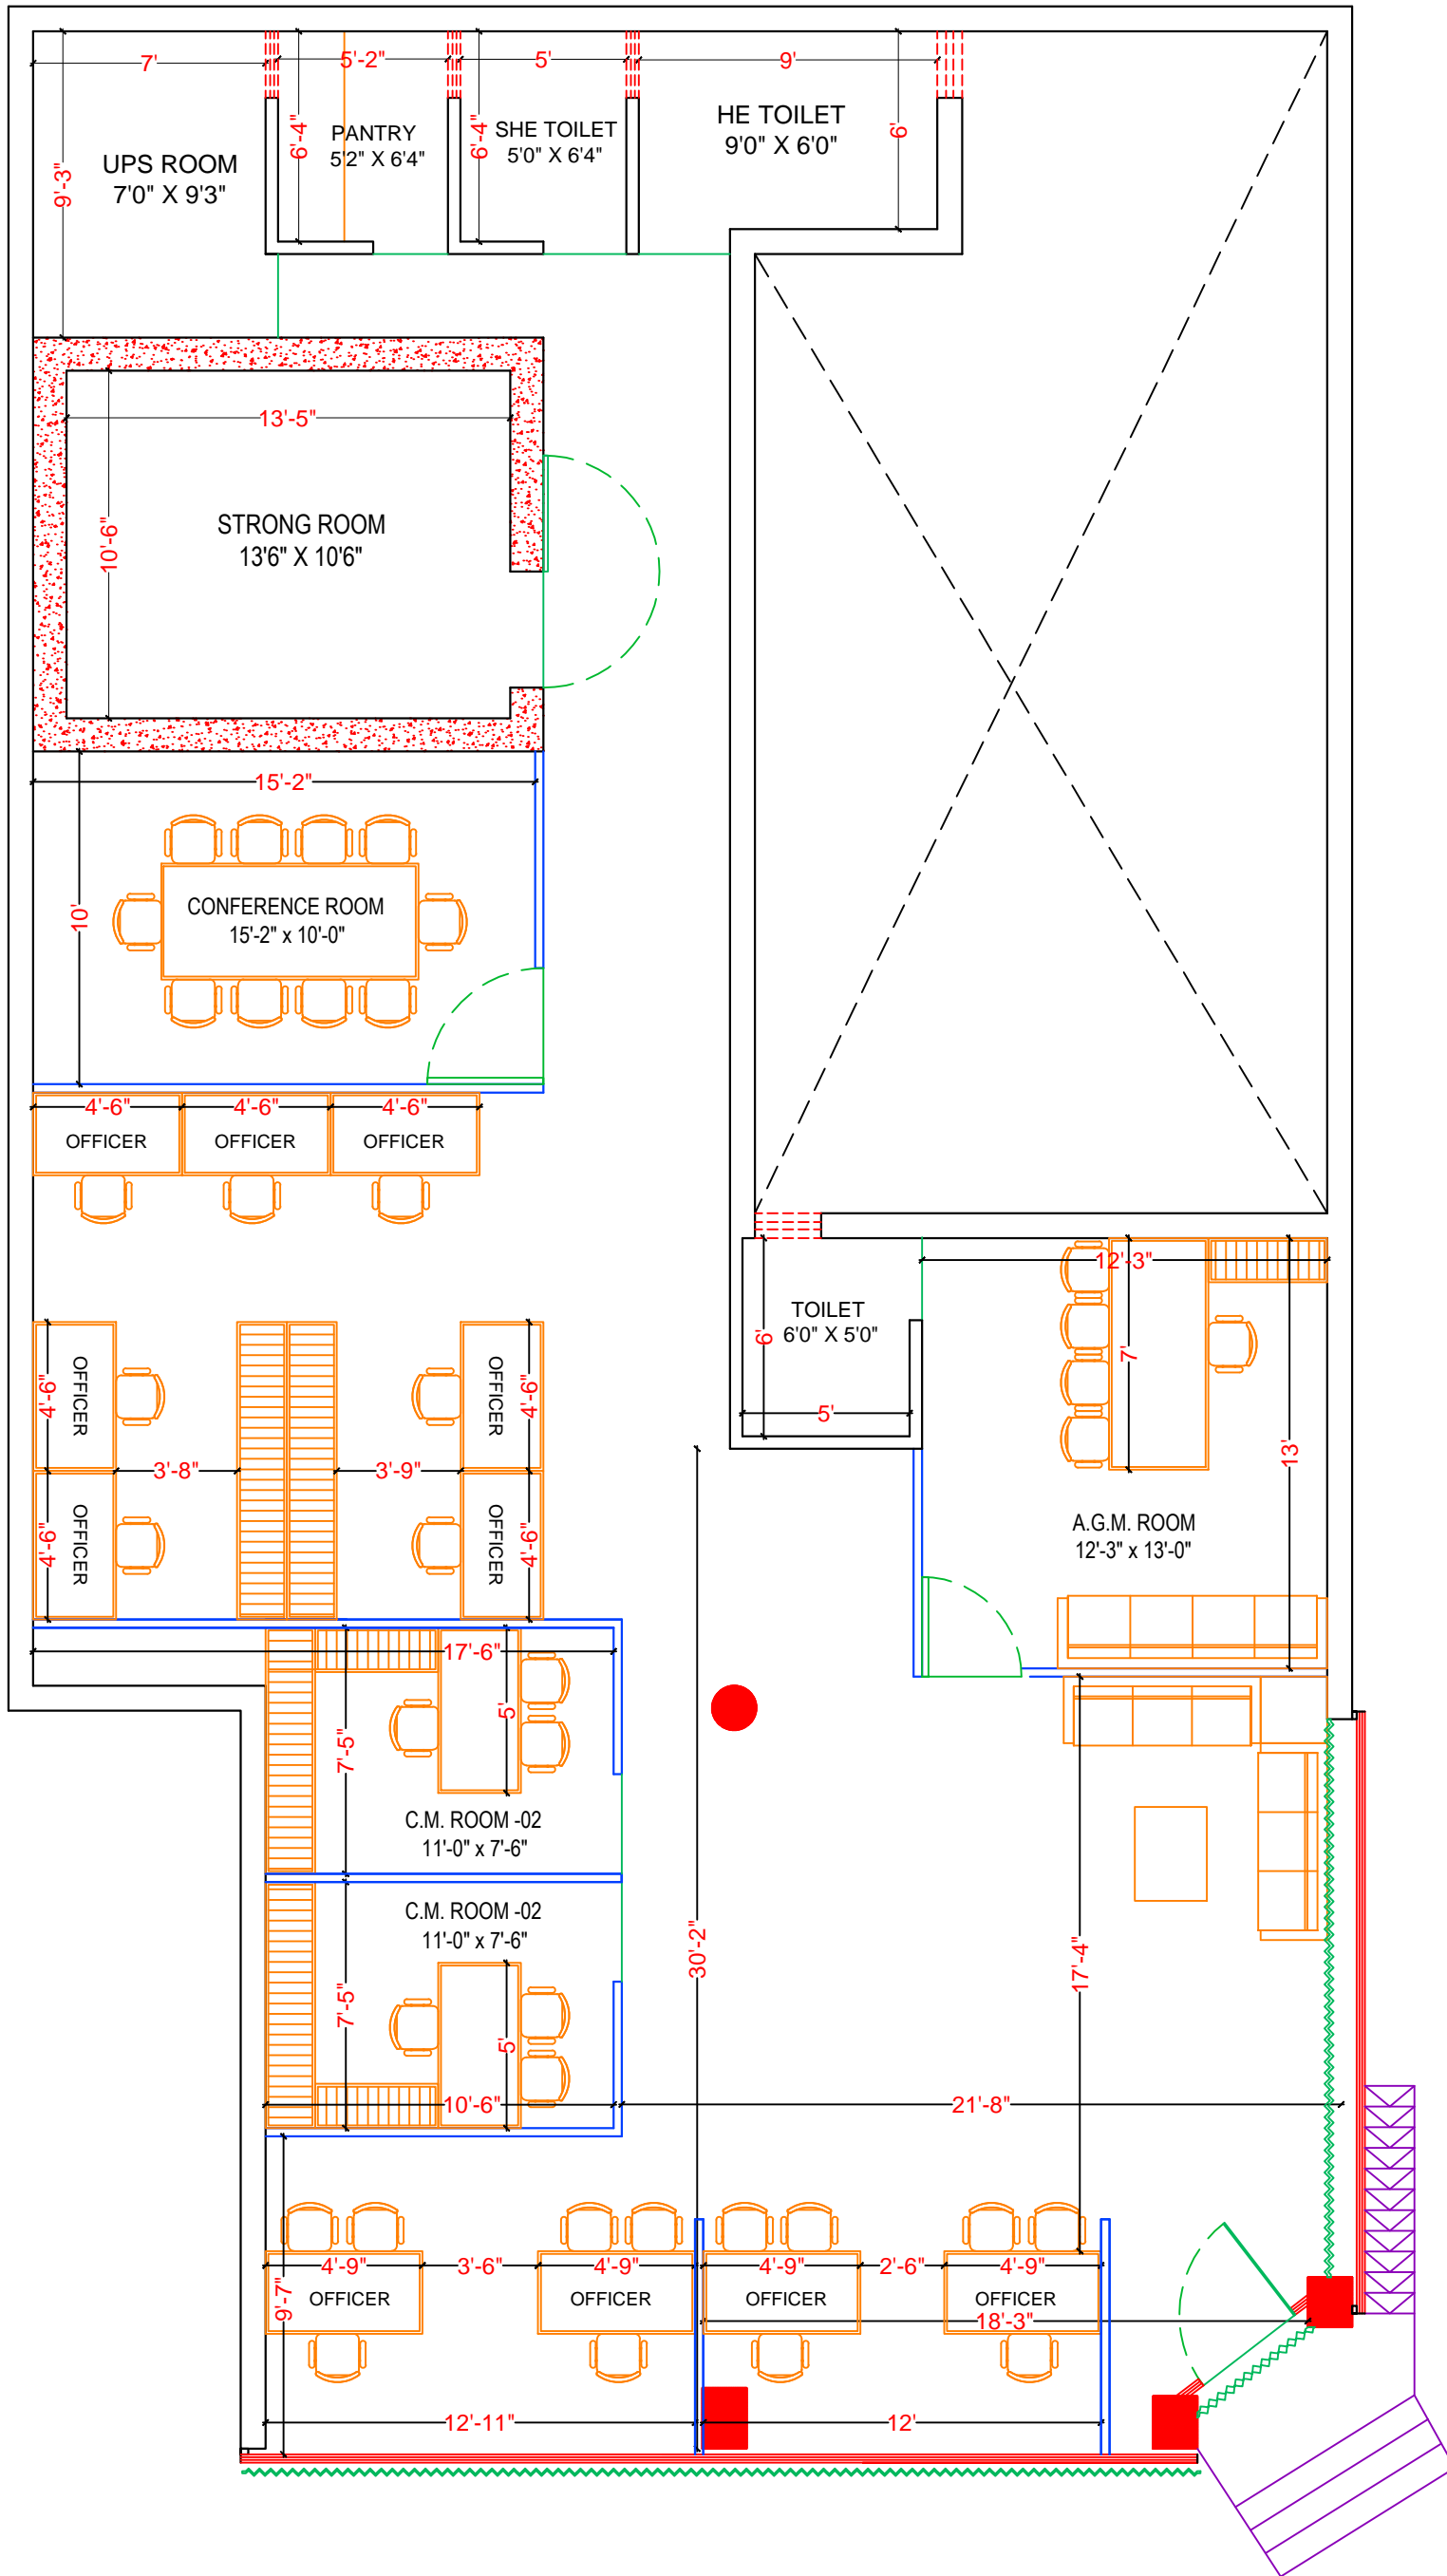 7'
5'-2"
5'
9'
9'-3"
6'-4"
6'-4"
6'
UPS ROOM
7'0" X 9'3"
PANTRY
5'2" X 6'4"
SHE TOILET
5'0" X 6'4"
HE TOILET
9'0" X 6'0"
13'-5"
10'-6"
STRONG ROOM
13'6" X 10'6"
15'-2"
10'
CONFERENCE ROOM
15'-2" x 10'-0"
4'-6"
4'-6"
4'-6"
OFFICER
OFFICER
OFFICER
12'-3"
TOILET
6'0" X 5'0"
6'
5'
7'
13'
A.G.M. ROOM
12'-3" x 13'-0"
4'-6"
OFFICER
OFFICER
4'-6"
3'-8"
3'-9"
4'-6"
OFFICER
OFFICER
4'-6"
17'-6"
7'-5"
5'
C.M. ROOM -02
11'-0" x 7'-6"
C.M. ROOM -02
11'-0" x 7'-6"
7'-5"
5'
10'-6"
30'-2"
17'-4"
21'-8"
9'-7"
4'-9"
3'-6"
4'-9"
4'-9"
2'-6"
4'-9"
OFFICER
OFFICER
OFFICER
OFFICER
18'-3"
12'-11"
12'